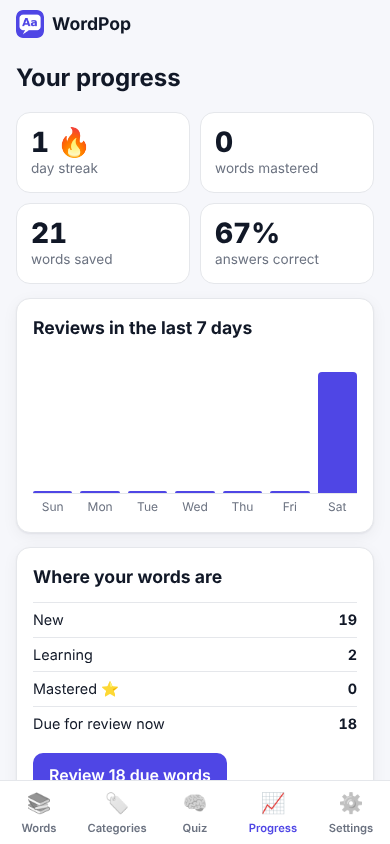 Aa WordPop
Your progress
1 🔥
day streak
0
words mastered
21
words saved
67%
answers correct
Reviews in the last 7 days
Sun Mon Tue Wed Thu Fri Sat
Where your words are
New 19
Learning 2
Mastered ⭐ 0
Due for review now 18
Review 18 due words
Words Categories Quiz Progress Settings